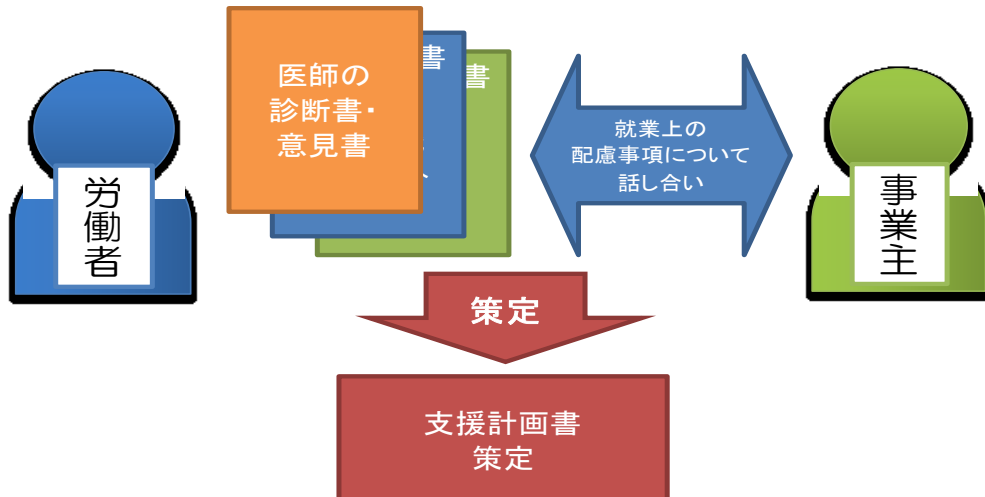 医師の
診断書・
意見書
書
書
就業上の
配慮事項について
話し合い
労働者
事業主
策定
支援計画書
策定